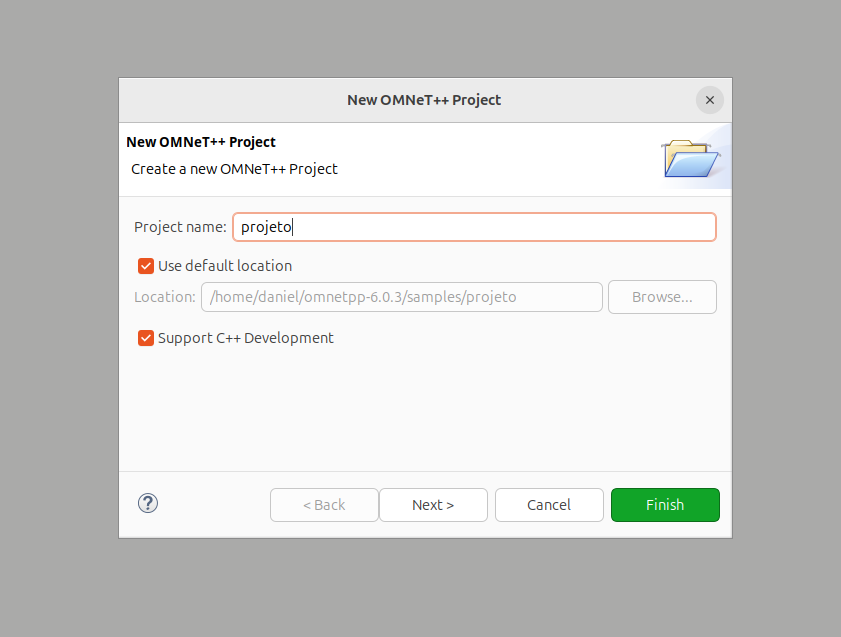 New OMNeT++ Project
New OMNeT++ Project
Create a new OMNeT++ Project
Project name: projeto
Use default location
Location: /home/daniel/omnetpp-6.0.3/samples/projeto Browse...
Support C++ Development
? < Back Next > Cancel Finish